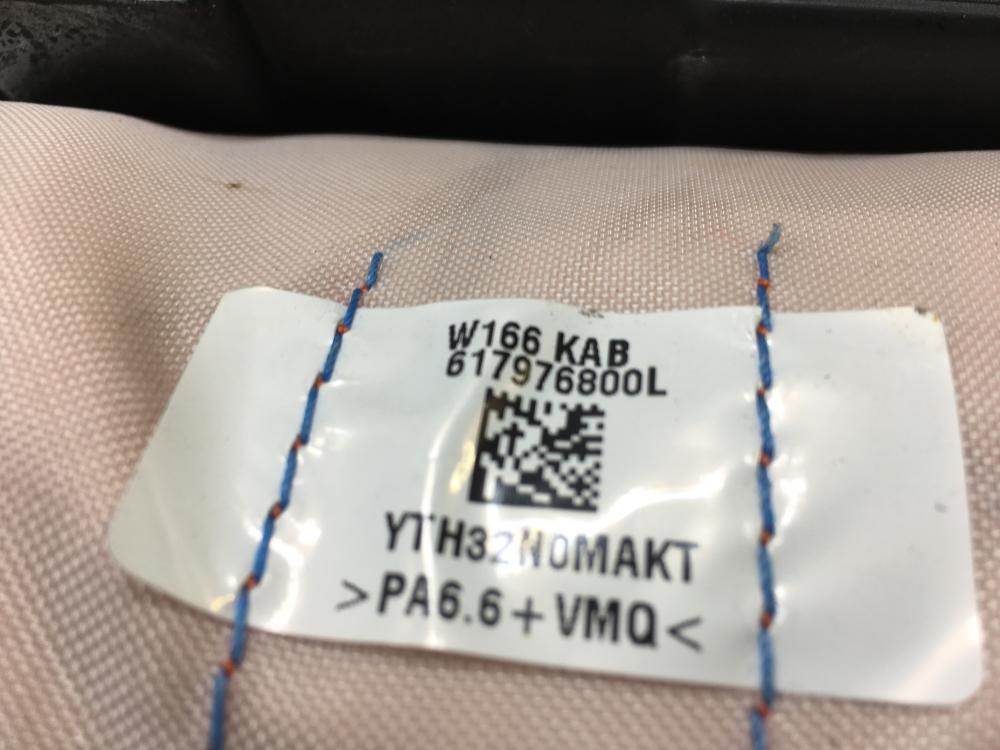 W166 KAB
617976800L
YTH32N0MAKT
>PA6.6+VMQ<